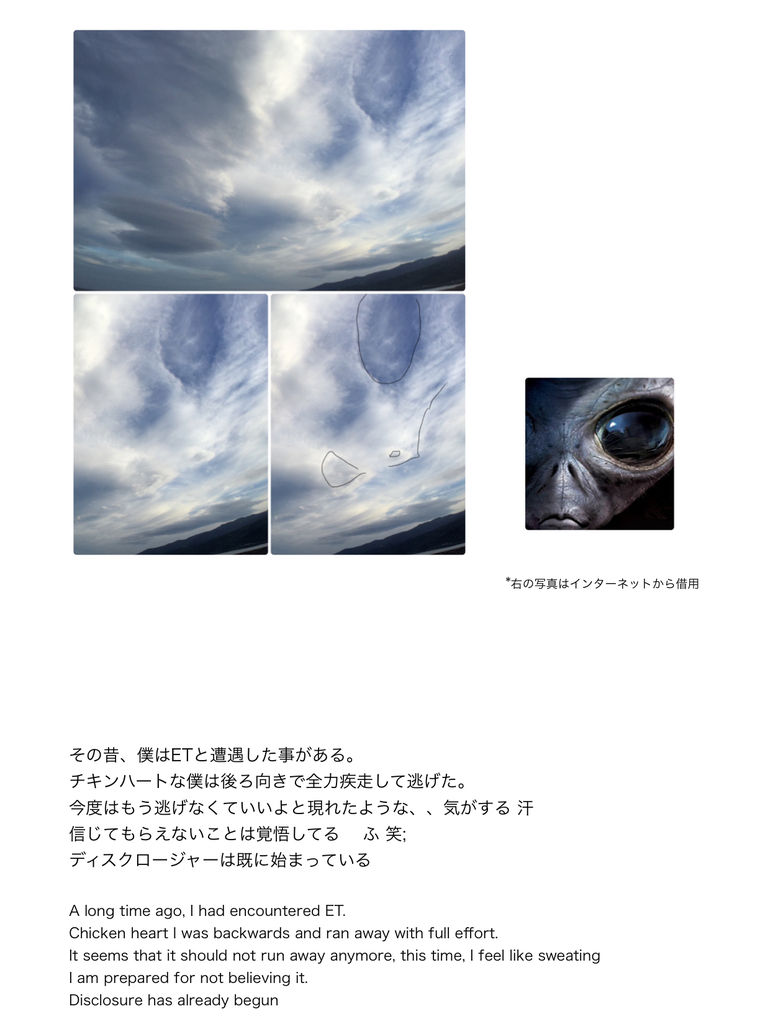 *右の写真はインターネットから借用
その昔、僕はETと遭遇した事がある。
チキンハートな僕は後ろ向きで全力疾走して逃げた。
今度はもう逃げなくていいよと現れたような、、気がする 汗
信じてもらえないことは覚悟してる　ふ 笑;
ディスクロージャーは既に始まっている
A long time ago, I had encountered ET.
Chicken heart I was backwards and ran away with full effort.
It seems that it should not run away anymore, this time, I feel like sweating
I am prepared for not believing it.
Disclosure has already begun